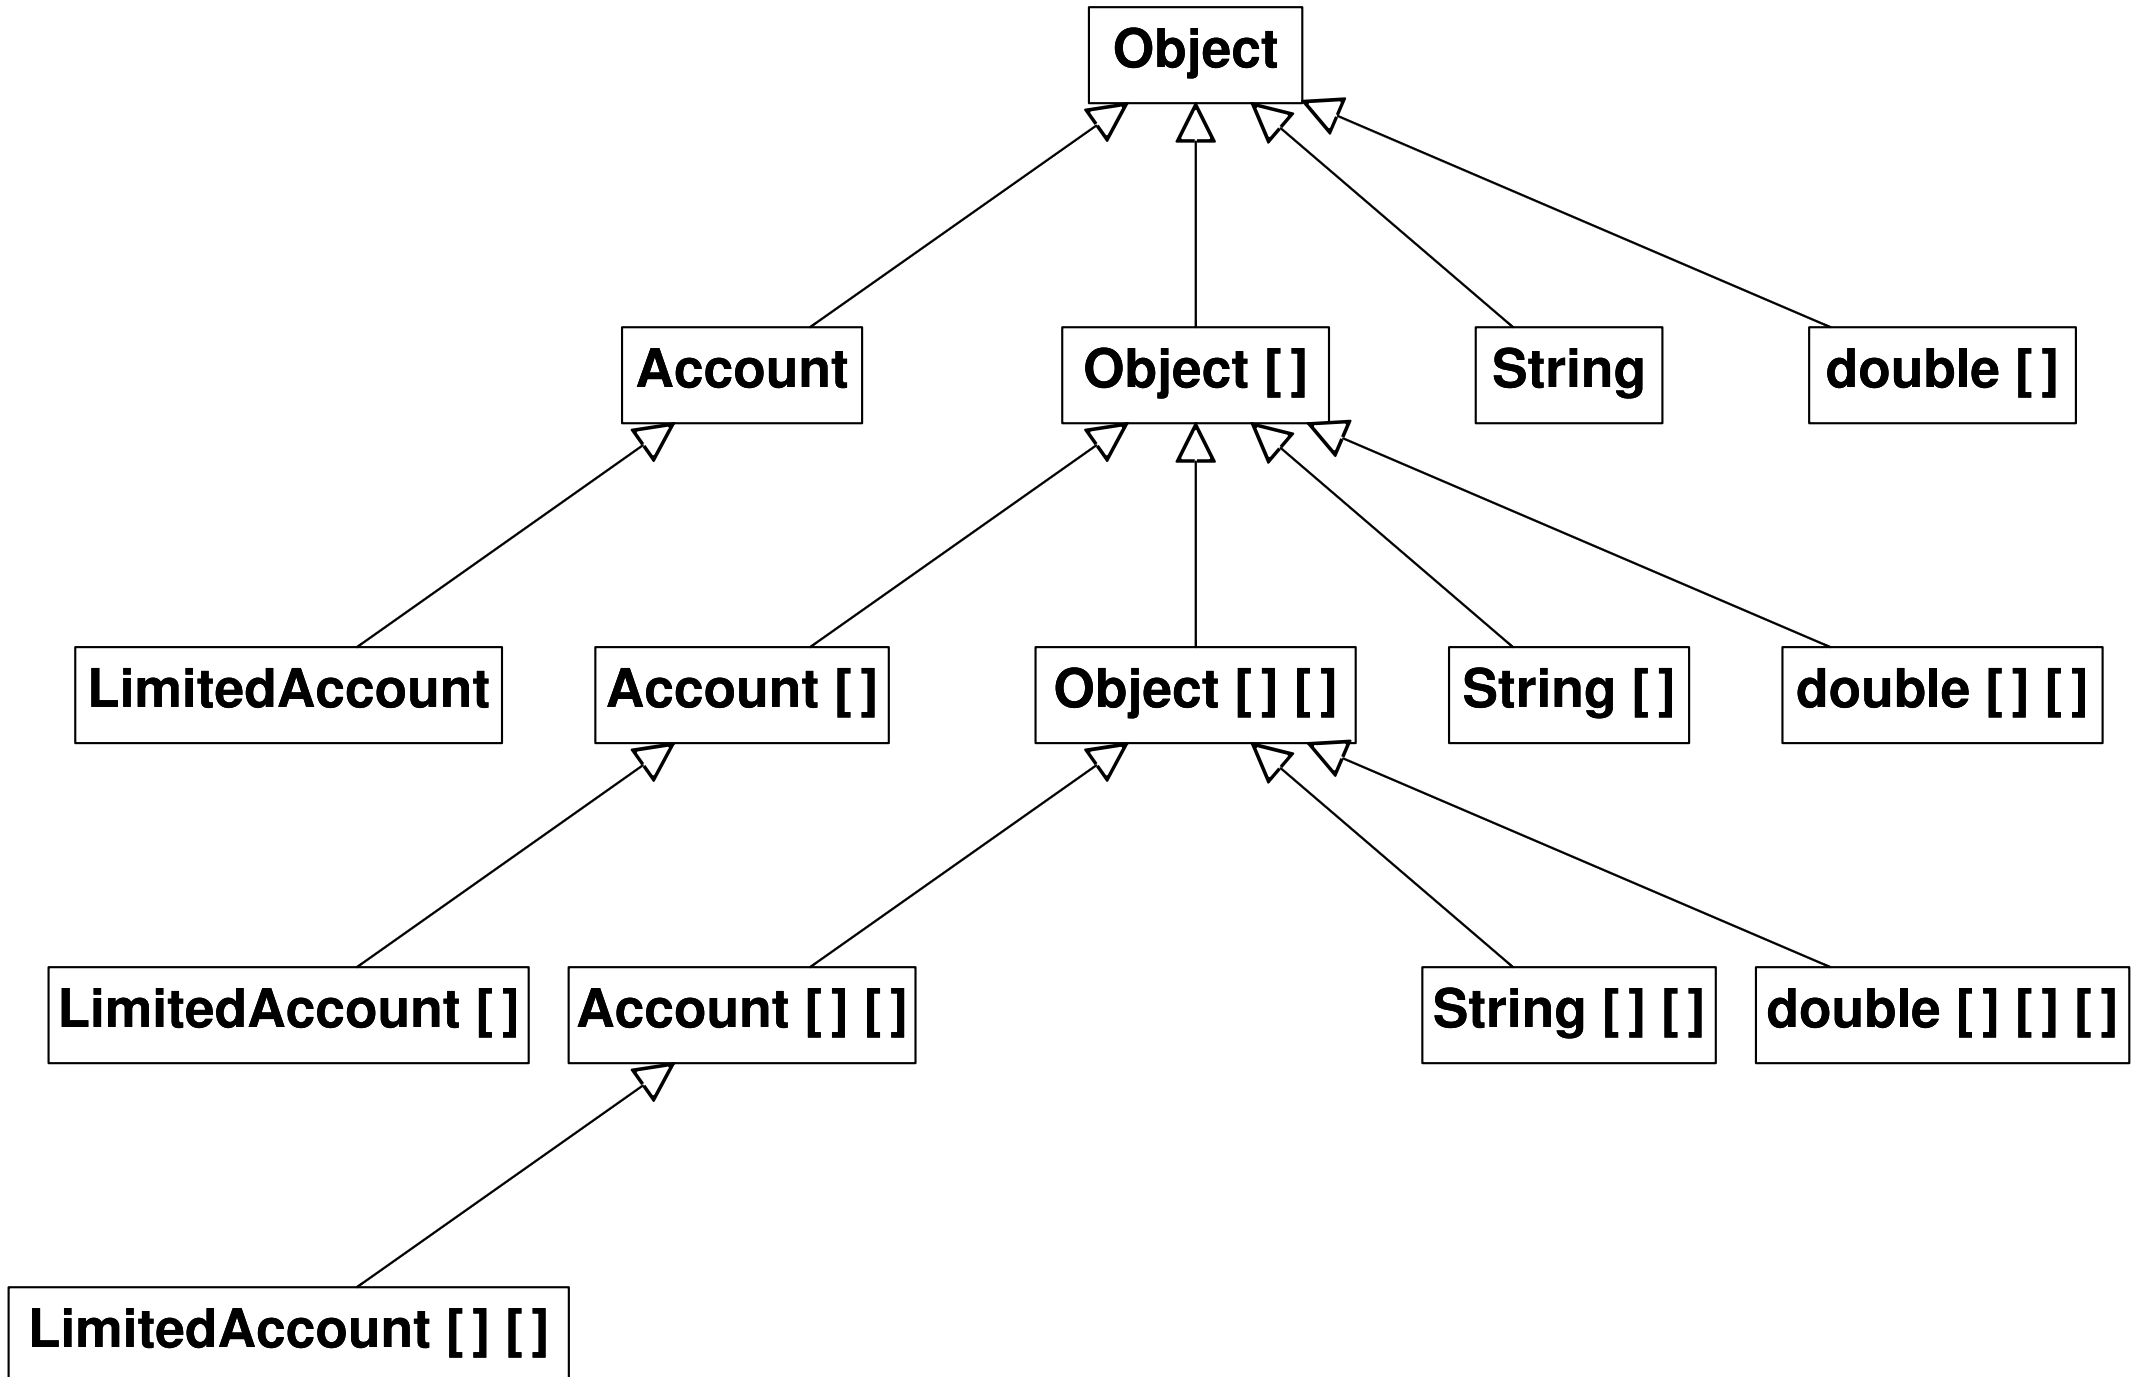 Object
Account
Object [ ]
String
double [ ]
LimitedAccount
Account [ ]
Object [ ] [ ]
String [ ]
double [ ] [ ]
LimitedAccount [ ]
Account [ ] [ ]
String [ ] [ ]
double [ ] [ ] [ ]
LimitedAccount [ ] [ ]